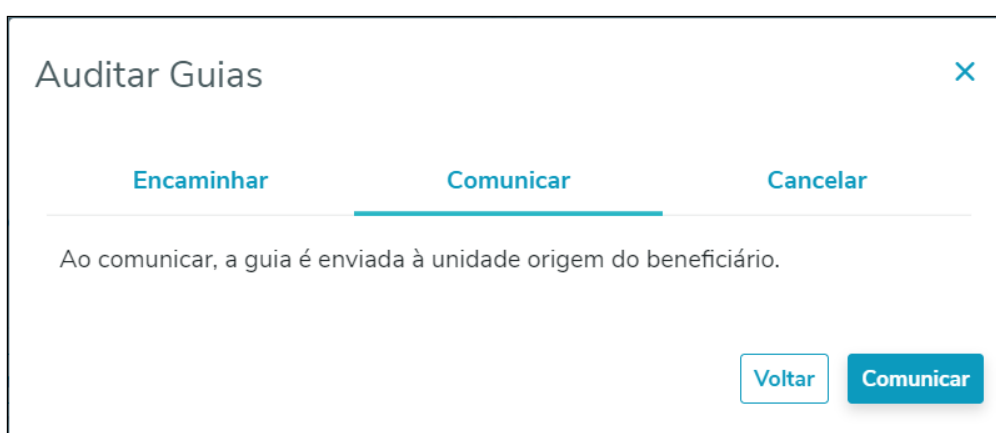 Auditar Guias
Encaminhar Comunicar Cancelar
Ao comunicar, a guia é enviada à unidade origem do beneficiário.
Voltar Comunicar